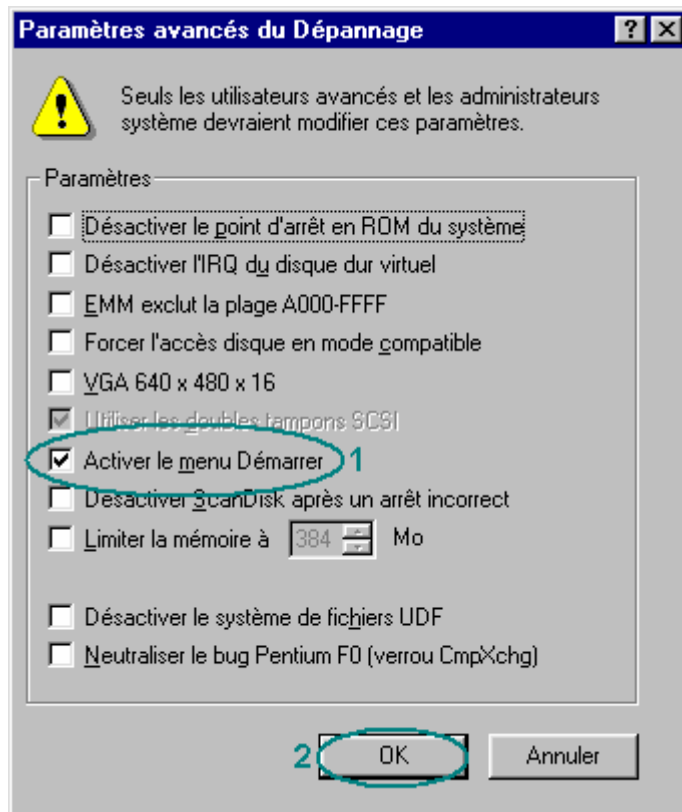 Paramètres avancés du Dépannage
Seuls les utilisateurs avancés et les administrateurs
système devraient modifier ces paramètres.
Paramètres
Désactiver le point d'arrêt en ROM du système
Désactiver l'IRQ du disque dur virtuel
EMM exclut la plage A000-FFFF
Forcer l'accès disque en mode compatible
VGA 640 x 480 x 16
Utiliser les doubles tampons SCSI
Activer le menu Démarrer 1
Désactiver ScanDisk après un arrêt incorrect
Limiter la mémoire à 384 Mo
Désactiver le système de fichiers UDF
Neutraliser le bug Pentium F0 (verrou CmpXchg)
2 OK Annuler